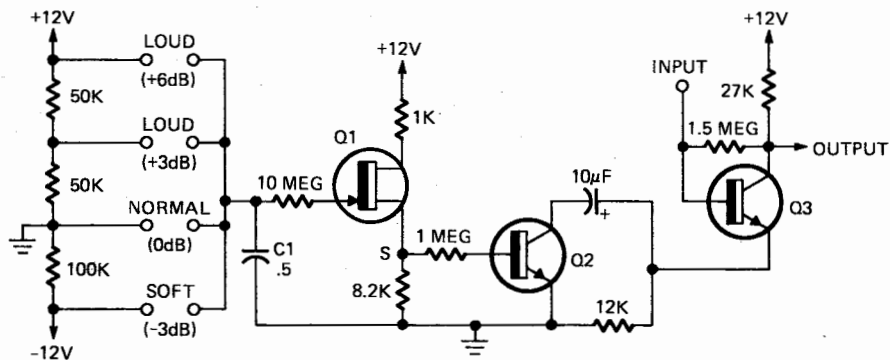 +12V
LOUD
(+6dB)
50K
LOUD
(+3dB)
50K
NORMAL
(0dB)
100K
SOFT
(-3dB)
-12V
10 MEG
C1
.5
Q1
+12V
1K
S
8.2K
1 MEG
Q2
10µF
+
12K
INPUT
+12V
27K
1.5 MEG
OUTPUT
Q3